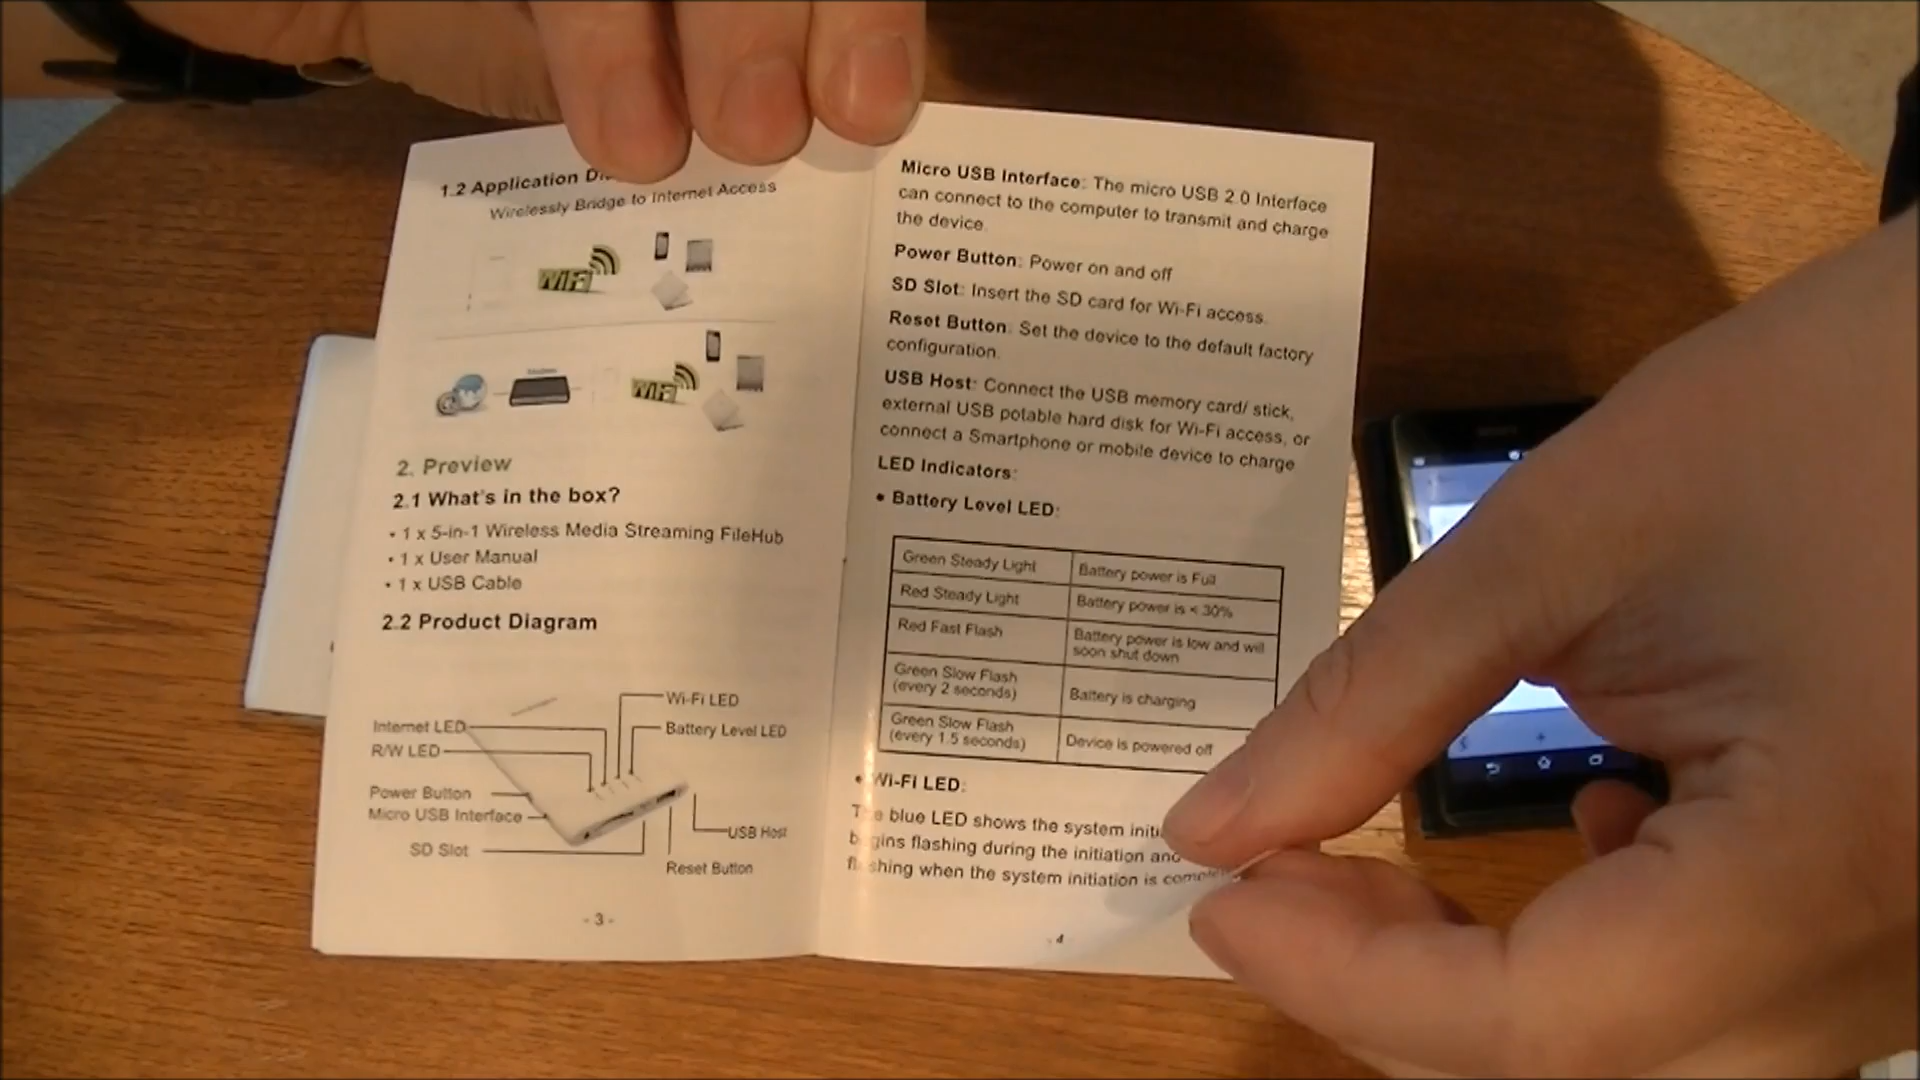 1.2 Application
Wirelessly Bridge to Internet Access
WiFi
WiFi
2. Preview
2.1 What's in the box?
• 1 x 5-in-1 Wireless Media Streaming FileHub
• 1 x User Manual
• 1 x USB Cable
2.2 Product Diagram
Wi-Fi LED
Internet LED
Battery Level LED
R/W LED
Power Button
Micro USB Interface
USB Host
SD Slot
Reset Button
- 3 -
Micro USB Interface: The micro USB 2.0 Interface
can connect to the computer to transmit and charge
the device.
Power Button: Power on and off
SD Slot: Insert the SD card for Wi-Fi access.
Reset Button: Set the device to the default factory
configuration.
USB Host: Connect the USB memory card/ stick,
external USB potable hard disk for Wi-Fi access, or
connect a Smartphone or mobile device to charge
LED Indicators:
• Battery Level LED:
Green Steady Light Battery power is Full
Red Steady Light Battery power is < 30%
Red Fast Flash Battery power is low and will
soon shut down
Green Slow Flash
(every 2 seconds) Battery is charging
Green Slow Flash
(every 1.5 seconds) Device is powered off
• Wi-Fi LED:
The blue LED shows the system
begins flashing during the initiation and
flashing when the system initiation is
- 4